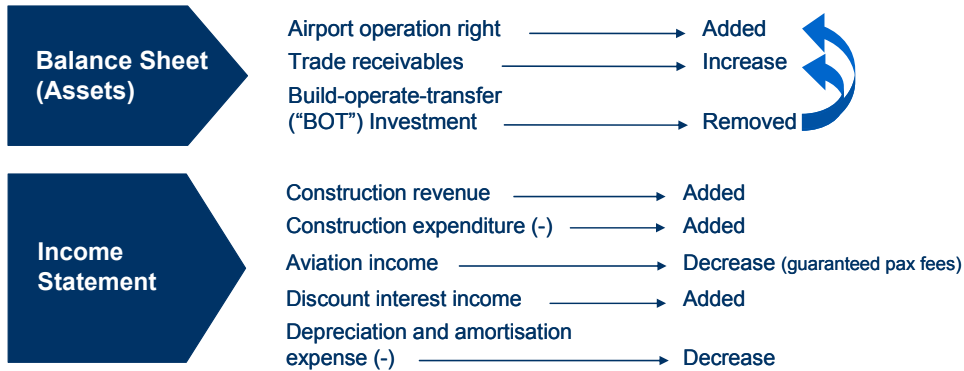 Balance Sheet
(Assets)
Airport operation right Added
Trade receivables Increase
Build-operate-transfer
("BOT") Investment Removed
Income
Statement
Construction revenue Added
Construction expenditure (-) Added
Aviation income Decrease (guaranteed pax fees)
Discount interest income Added
Depreciation and amortisation
expense (-) Decrease